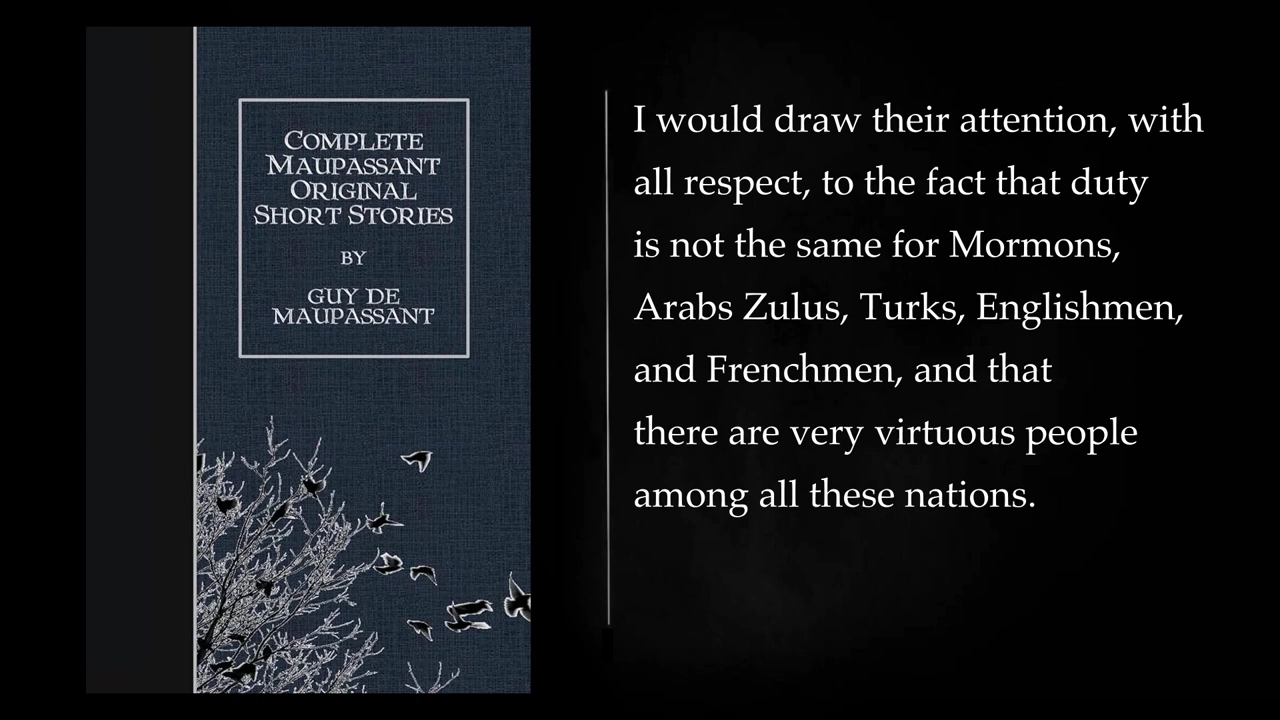 COMPLETE
MAUPASSANT
ORIGINAL
SHORT STORIES
BY
GUY DE
MAUPASSANT
I would draw their attention, with
all respect, to the fact that duty
is not the same for Mormons,
Arabs Zulus, Turks, Englishmen,
and Frenchmen, and that
there are very virtuous people
among all these nations.